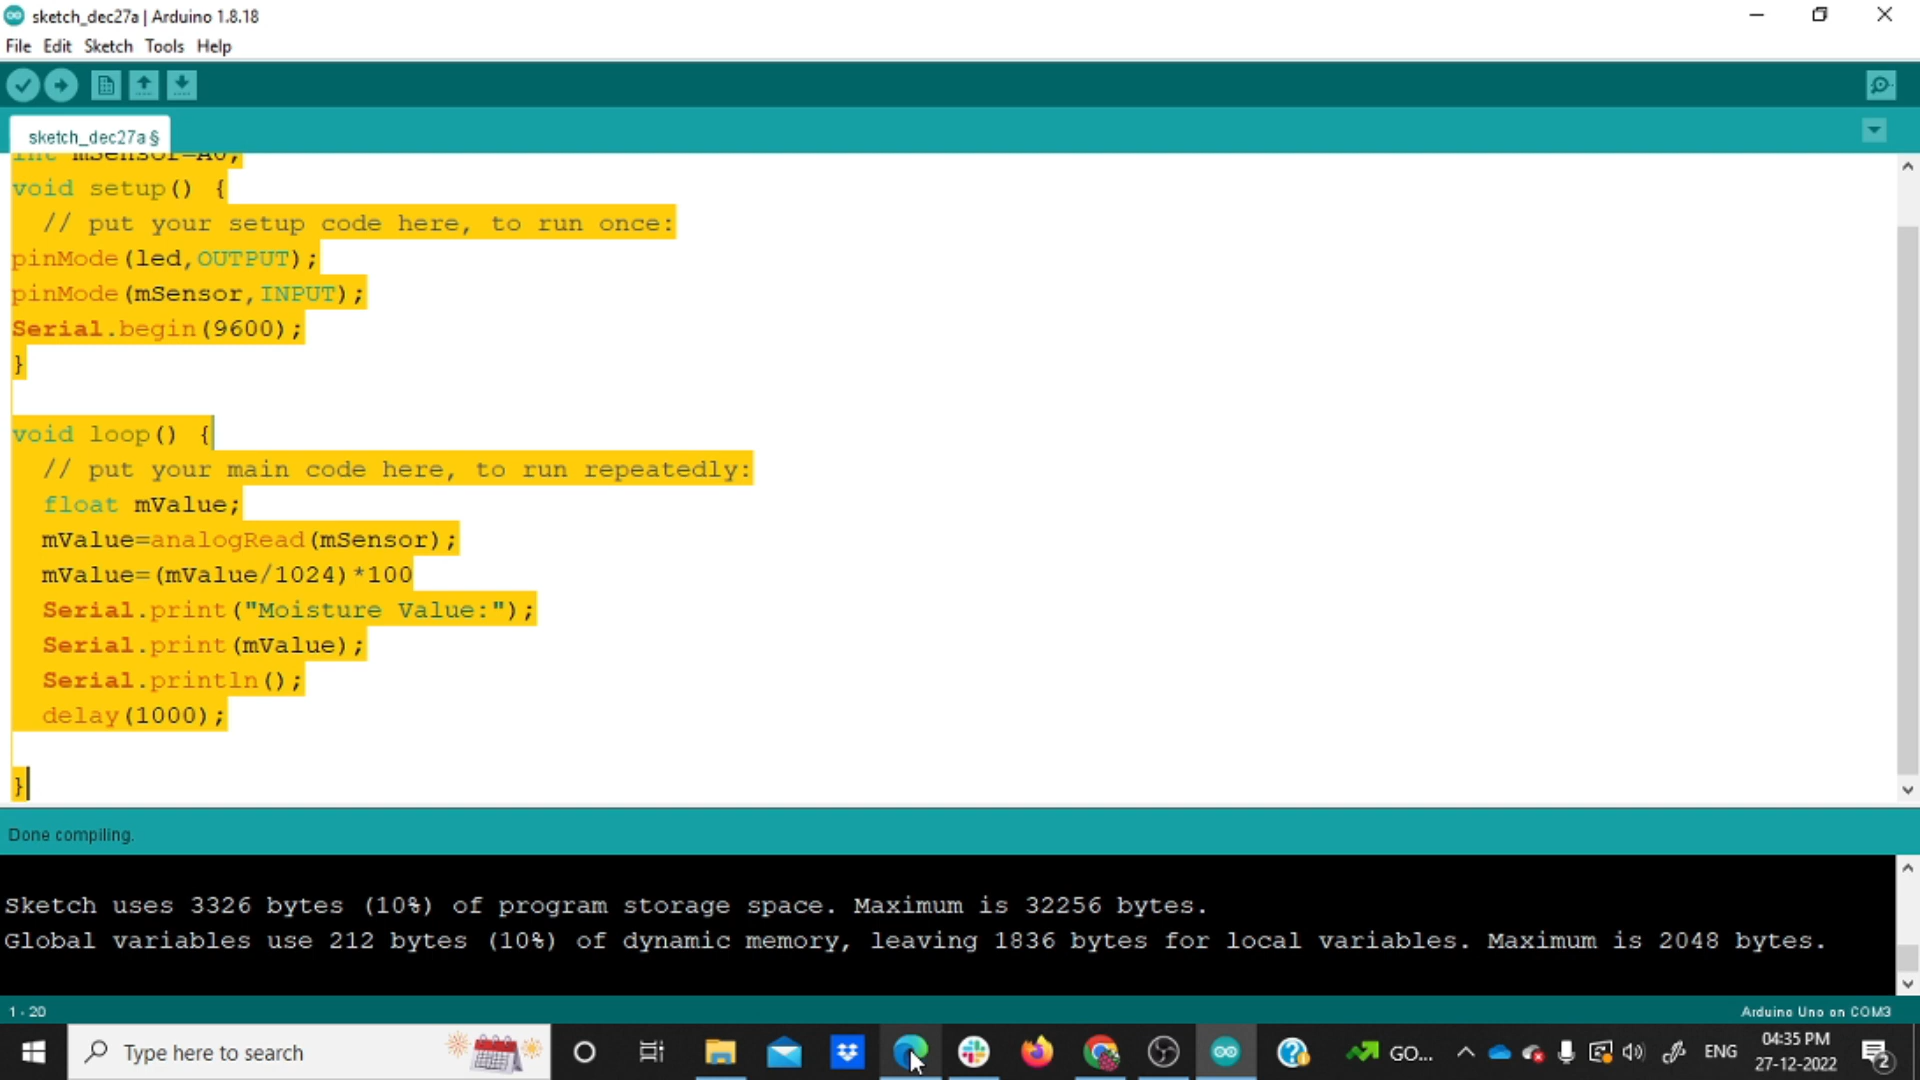 sketch_dec27a | Arduino 1.8.18
File Edit Sketch Tools Help
sketch_dec27a §
int mSensor=A0;
void setup() {
// put your setup code here, to run once:
pinMode(led,OUTPUT);
pinMode(mSensor,INPUT);
Serial.begin(9600);
}
void loop() {
// put your main code here, to run repeatedly:
float mValue;
mValue=analogRead(mSensor);
mValue=(mValue/1024)*100
Serial.print("Moisture Value:");
Serial.print(mValue);
Serial.println();
delay(1000);
}
Done compiling.
Sketch uses 3326 bytes (10%) of program storage space. Maximum is 32256 bytes.
Global variables use 212 bytes (10%) of dynamic memory, leaving 1836 bytes for local variables. Maximum is 2048 bytes.
1 - 20
Arduino Uno on COM3
Type here to search
GO...
ENG
04:35 PM
27-12-2022
2